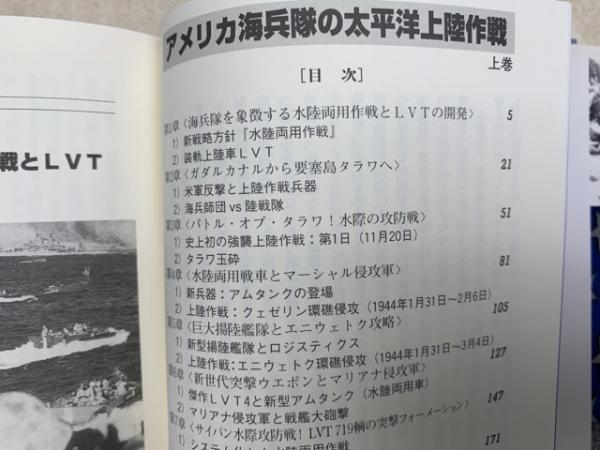 アメリカ海兵隊の太平洋上陸作戦
上巻
[目 次]
第1章〈海兵隊を象徴する水陸両用作戦とLVTの開発〉 5
1) 新戦略方針『水陸両用作戦』
2) 装軌上陸車LVT
第2章〈ガダルカナルから要塞島タラワへ〉 21
1) 米軍反撃と上陸作戦兵器
2) 海兵師団 vs 陸戦隊
第3章〈バトル・オブ・タラワ！水際の攻防戦〉 51
1) 史上初の強襲上陸作戦：第1日（11月20日）
2) タラワ玉砕
第4章〈水陸両用戦車とマーシャル侵攻軍〉 81
1) 新兵器：アムタンクの登場
2) 上陸作戦：クェゼリン環礁侵攻（1944年1月31日〜2月6日）
第5章〈巨大揚陸艦隊とエニウェトク攻略〉 105
1) 新型揚陸艦隊とロジスティクス
2) 上陸作戦：エニウェトク環礁侵攻（1944年1月31日〜3月4日）
第6章〈新世代突撃ウエポンとマリアナ侵攻軍〉 127
1) 傑作LVT4と新型アムタンク（水陸両用車）
2) マリアナ侵攻軍と戦艦大砲撃
第7章〈サイパン水際攻防戦！LVT719輌の突撃フォーメーション〉 147
171
戦とLVT